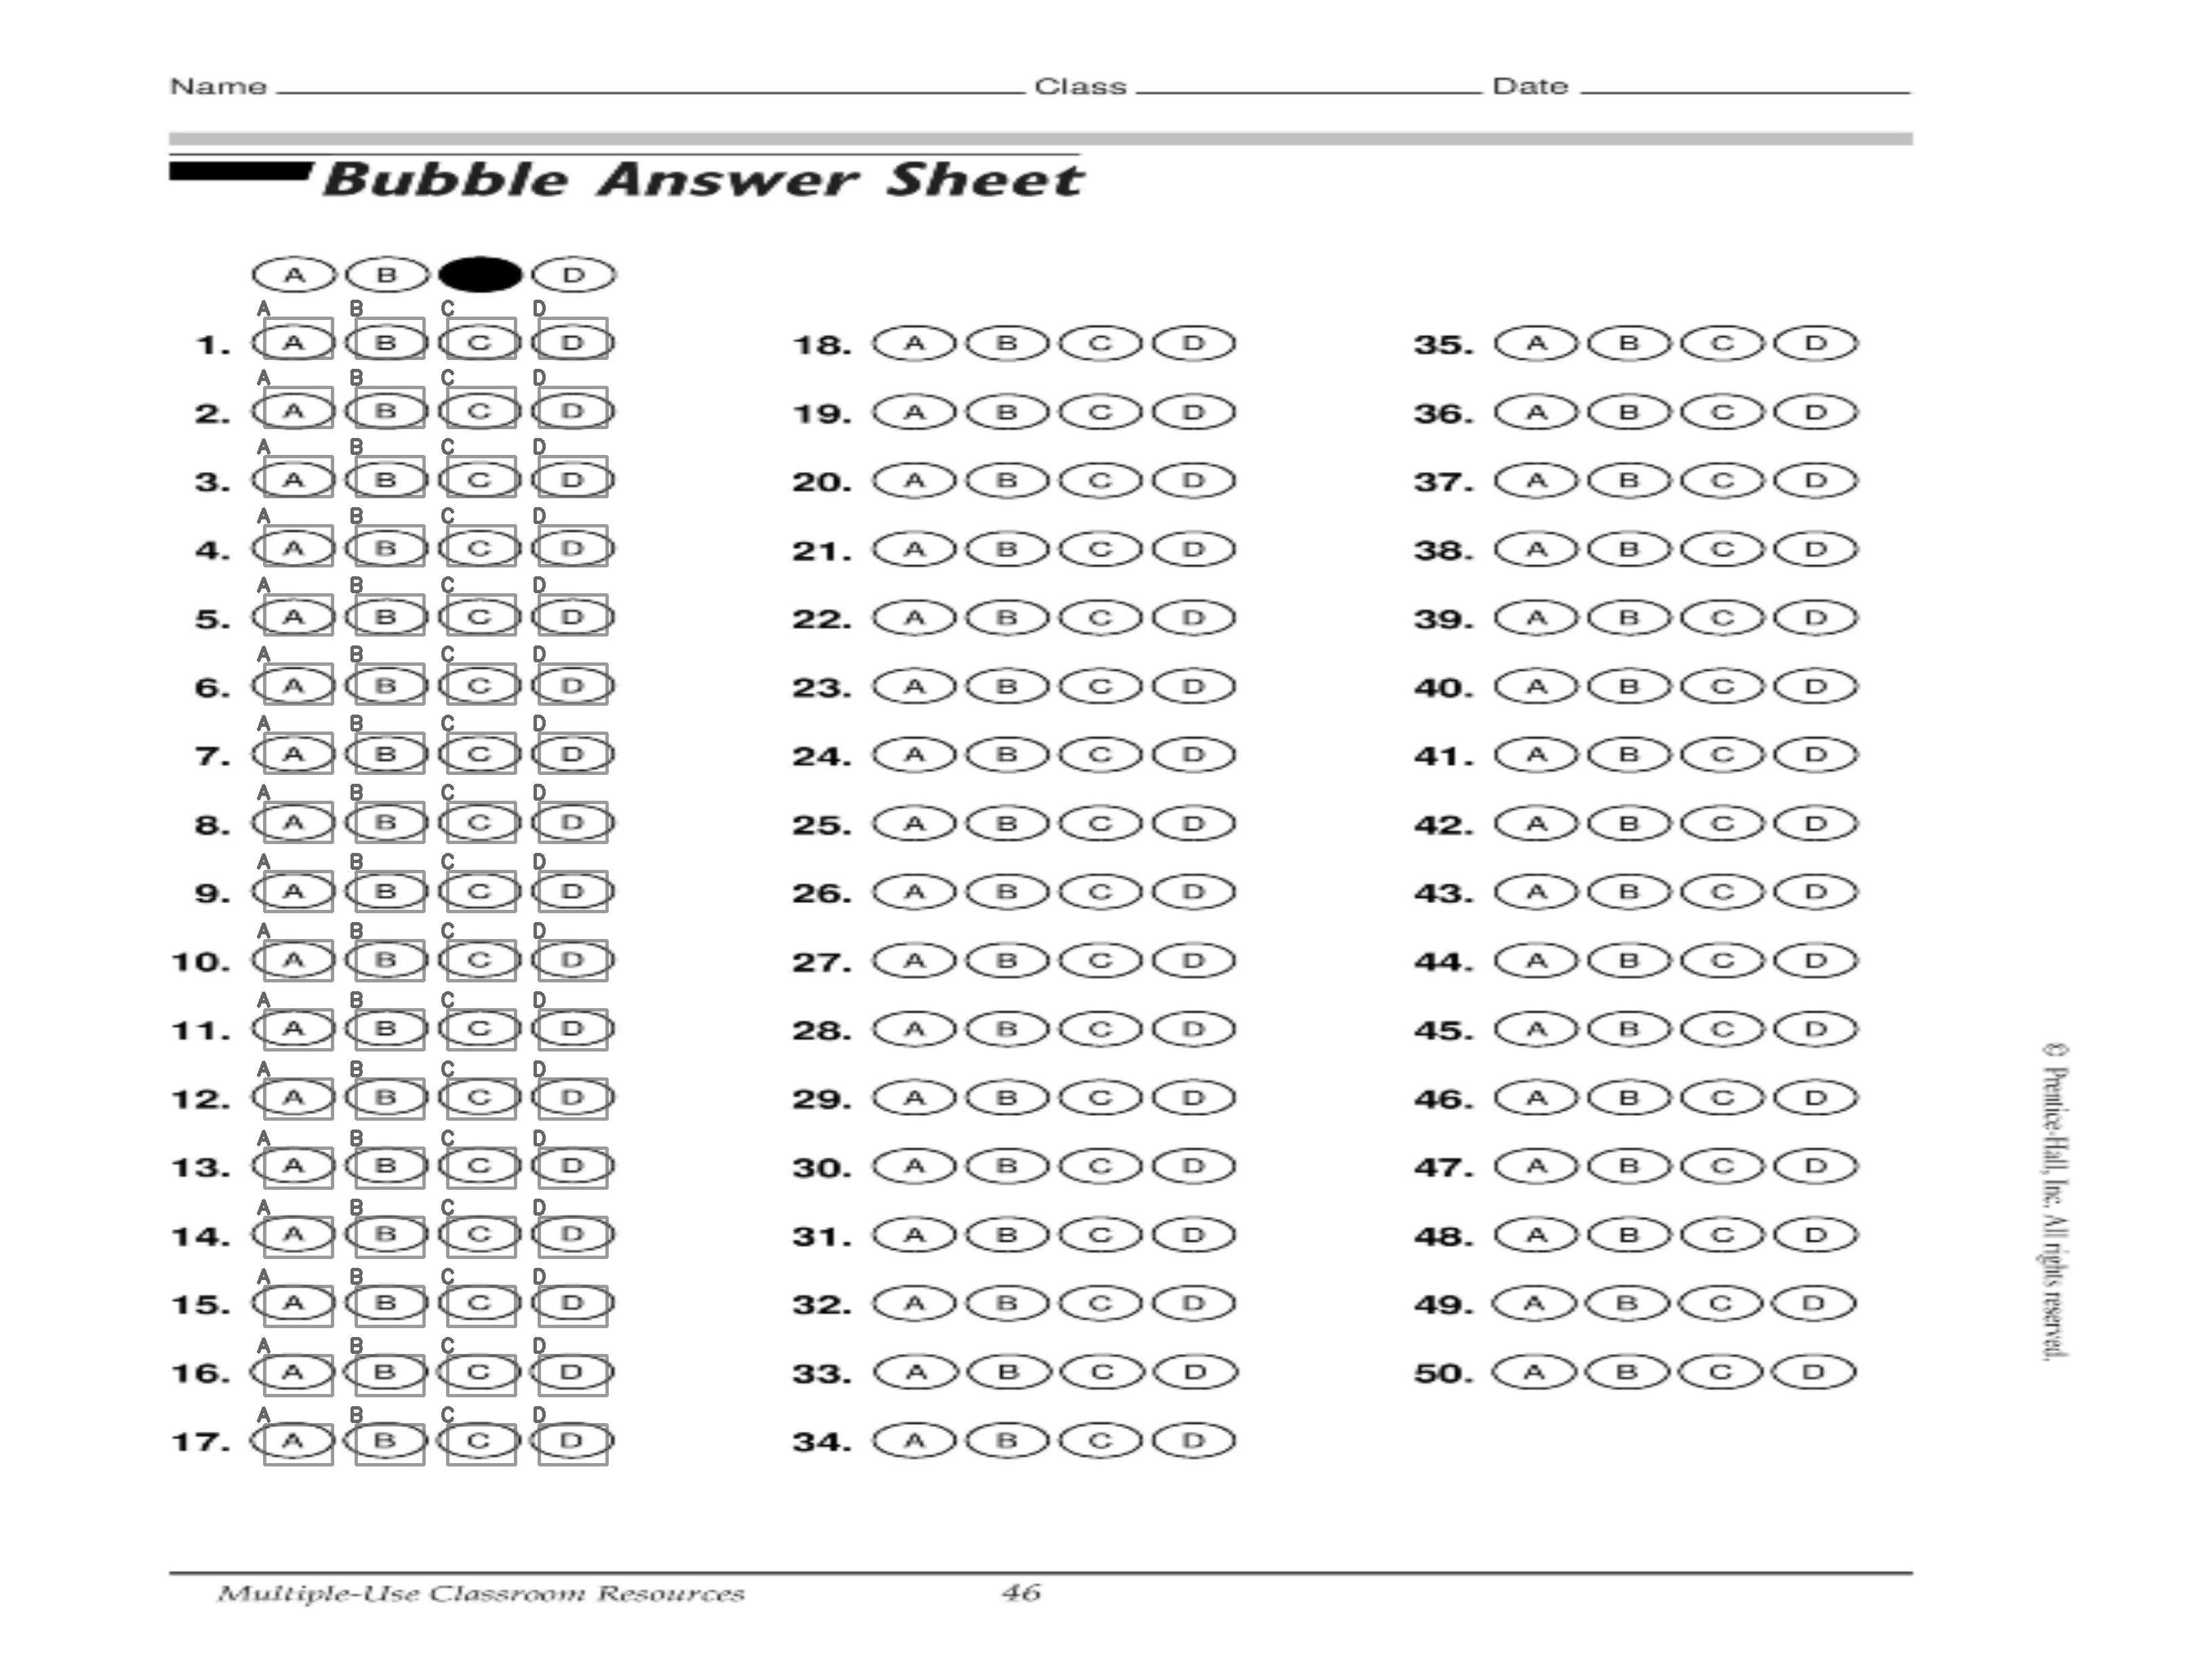 Name Class Date
Bubble Answer Sheet
A B D
A B C D
1. A B C D 18. A B C D 35. A B C D
A B C D
2. A B C D 19. A B C D 36. A B C D
A B C D
3. A B C D 20. A B C D 37. A B C D
A B C D
4. A B C D 21. A B C D 38. A B C D
A B C D
5. A B C D 22. A B C D 39. A B C D
A B C D
6. A B C D 23. A B C D 40. A B C D
A B C D
7. A B C D 24. A B C D 41. A B C D
A B C D
8. A B C D 25. A B C D 42. A B C D
A B C D
9. A B C D 26. A B C D 43. A B C D
A B C D
10. A B C D 27. A B C D 44. A B C D
A B C D
11. A B C D 28. A B C D 45. A B C D
A B C D
12. A B C D 29. A B C D 46. A B C D
A B C D
13. A B C D 30. A B C D 47. A B C D
A B C D
14. A B C D 31. A B C D 48. A B C D
A B C D
15. A B C D 32. A B C D 49. A B C D
A B C D
16. A B C D 33. A B C D 50. A B C D
A B C D
17. A B C D 34. A B C D
© Prentice-Hall, Inc. All rights reserved.
Multiple-Use Classroom Resources 46